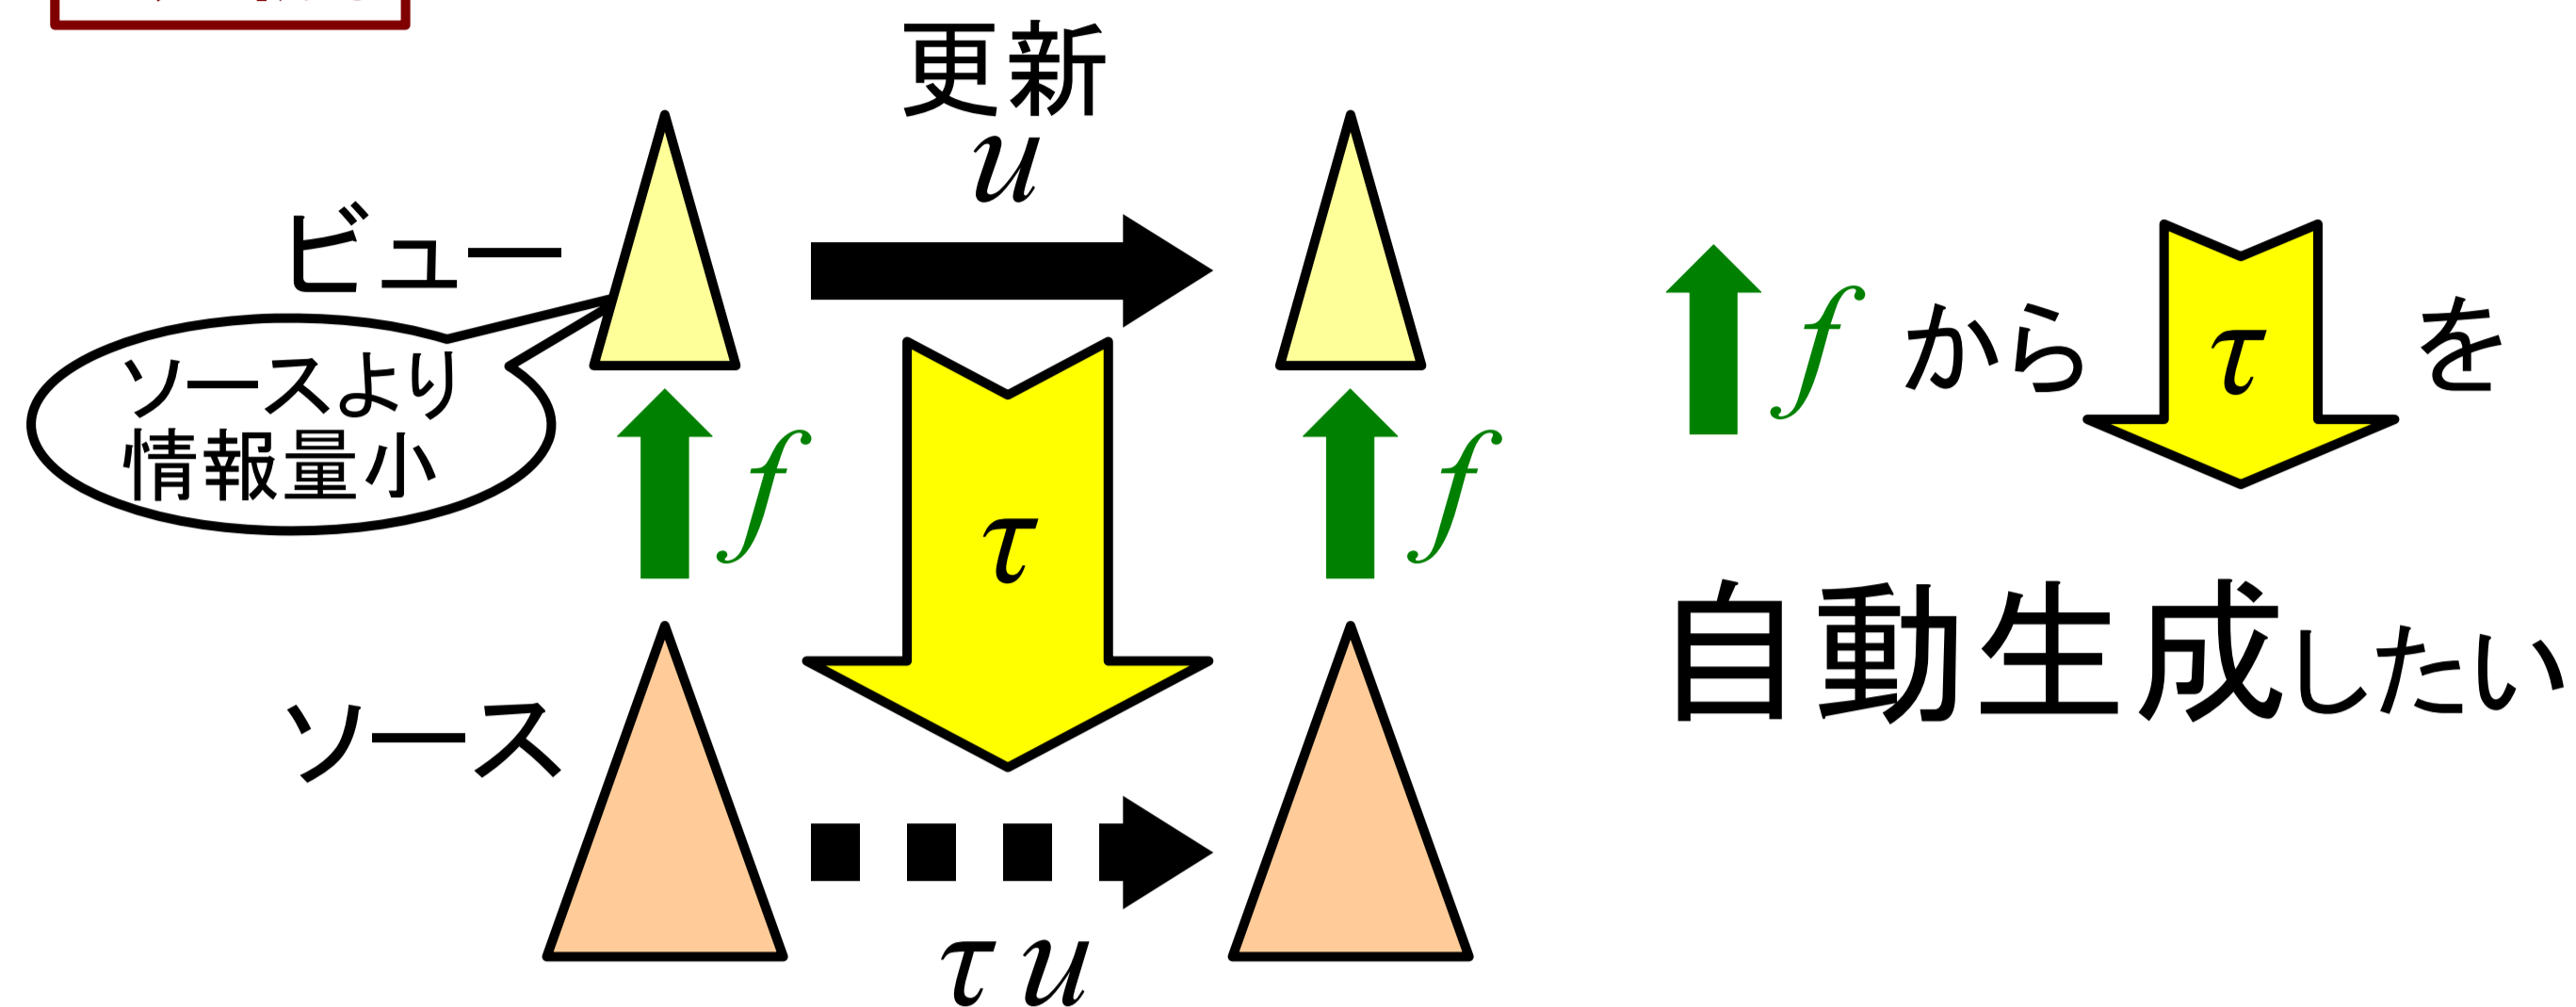 更新
u
ビュー
ソースより
情報量小
f
τ
f
ソース
τ u
f から τ を
自動生成したい